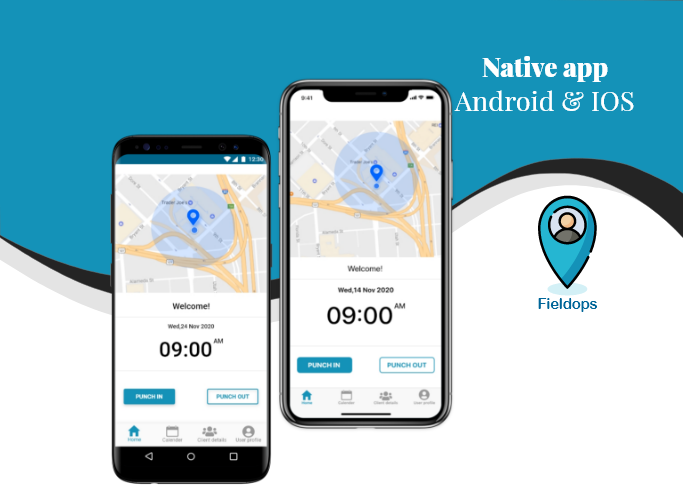 Native app
Android & IOS
Fieldops
12:30
Welcome!
Wed,24 Nov 2020
09:00 AM
PUNCH IN
PUNCH OUT
Home
Calendar
Client details
User profile
9:41
Welcome!
Wed,14 Nov 2020
09:00 AM
PUNCH IN
PUNCH OUT
Home
Calendar
Client details
User profile